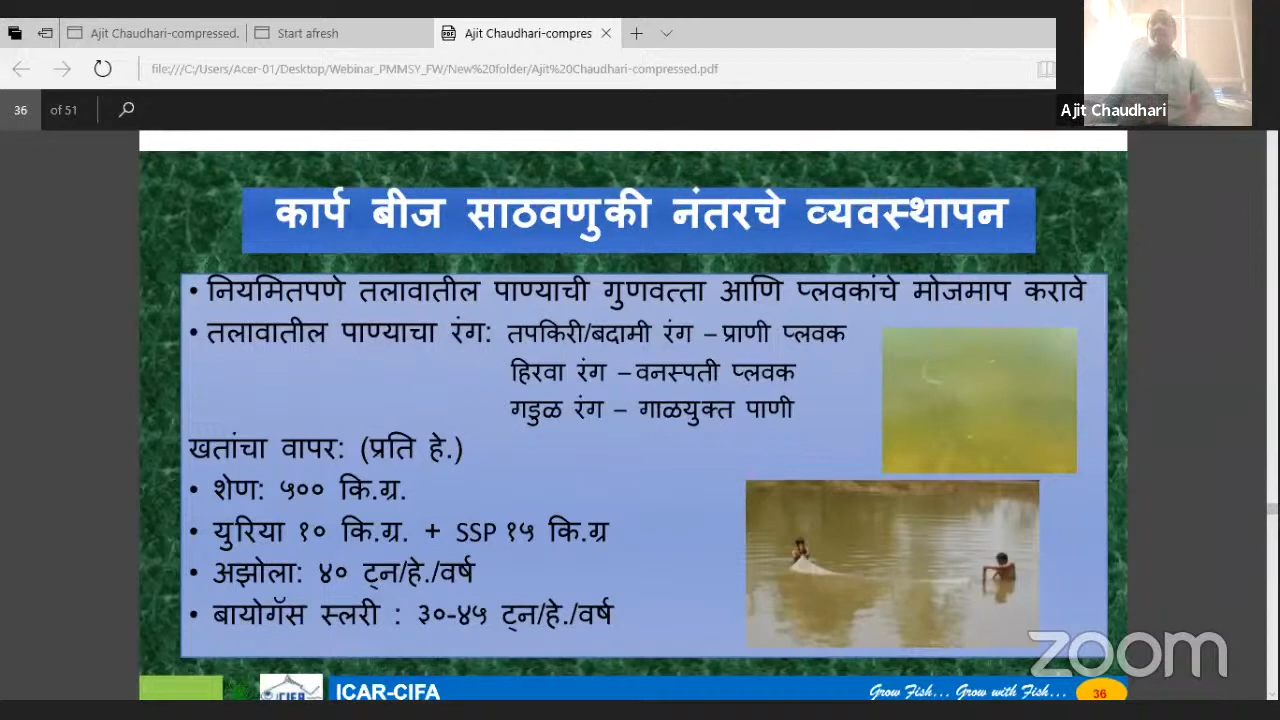 Ajit Chaudhari-compressed.
Start afresh
Ajit Chaudhari-compres
file:///C:/Users/Acer-01/Desktop/Webinar_PMMSY_FW/New%20folder/Ajit%20Chaudhari-compressed.pdf
36 of 51
Ajit Chaudhari
कार्प बीज साठवणुकी नंतरचे व्यवस्थापन
• नियमितपणे तलावातील पाण्याची गुणवत्ता आणि प्लवकांचे मोजमाप करावे
• तलावातील पाण्याचा रंग: तपकिरी/बदामी रंग – प्राणी प्लवक
हिरवा रंग – वनस्पती प्लवक
गडुळ रंग – गाळयुक्त पाणी
खतांचा वापर: (प्रति हे.)
• शेण: ५०० कि.ग्र.
• युरिया १० कि.ग्र. + SSP १५ कि.ग्र
• अझोला: ४० ट्न/हे./वर्ष
• बायोगॅस स्लरी : ३०-४५ ट्न/हे./वर्ष
zoom
CIFA
ICAR-CIFA
Grow Fish... Grow with Fish...
36